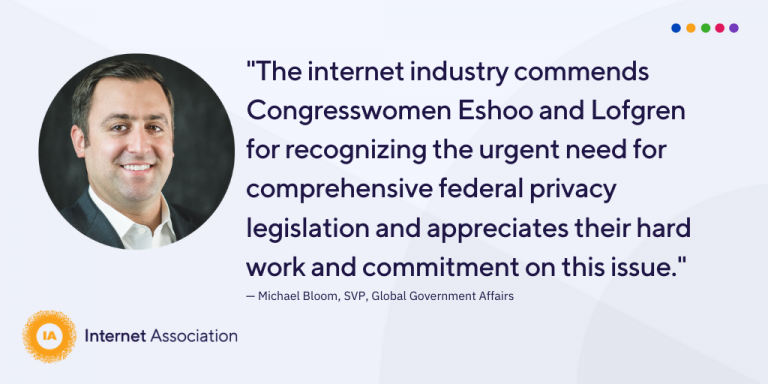 "The internet industry commends
Congresswomen Eshoo and Lofgren
for recognizing the urgent need for
comprehensive federal privacy
legislation and appreciates their hard
work and commitment on this issue."
— Michael Bloom, SVP, Global Government Affairs
IA Internet Association